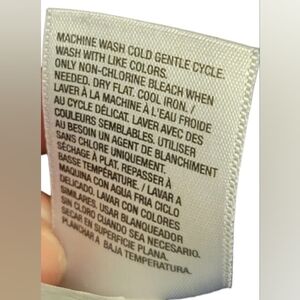 MACHINE WASH COLD GENTLE CYCLE.
WASH WITH LIKE COLORS.
ONLY NON-CHLORINE BLEACH WHEN
NEEDED. DRY FLAT. COOL IRON. /
LAVER À LA MACHINE À L'EAU FROIDE
AU CYCLE DÉLICAT. LAVER AVEC DES
COULEURS SEMBLABLES. UTILISER
AU BESOIN UN AGENT DE BLANCHIMENT
SANS CHLORE UNIQUEMENT.
SÉCHAGE À PLAT. REPASSER À
BASSE TEMPÉRATURE. / LAVAR A
MAQUINA CON AGUA FRIA CICLO
DELICADO. LAVAR CON COLORES
SIMILARES. USAR BLANQUEADOR
SIN CLORO CUANDO SEA NECESARIO.
SECAR EN SUPERFICIE PLANA.
PLANCHAR A BAJA TEMPERATURA.